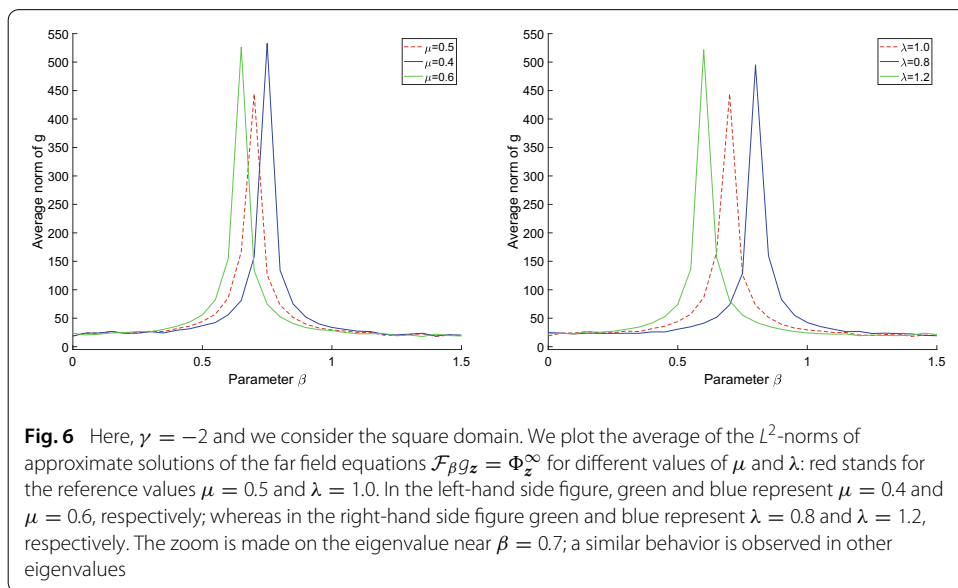 550
500
450
400
350
300
250
200
150
100
50
0
Average norm of g
0
0.5
1
1.5
Parameter β
μ=0.5
μ=0.4
μ=0.6
550
500
450
400
350
300
250
200
150
100
50
0
Average norm of g
0
0.5
1
1.5
Parameter β
λ=1.0
λ=0.8
λ=1.2
Fig. 6 Here, γ = −2 and we consider the square domain. We plot the average of the L²-norms of
approximate solutions of the far field equations ℱ_β g_z = Φ_z^∞ for different values of μ and λ: red stands for
the reference values μ = 0.5 and λ = 1.0. In the left-hand side figure, green and blue represent μ = 0.4 and
μ = 0.6, respectively; whereas in the right-hand side figure green and blue represent λ = 0.8 and λ = 1.2,
respectively. The zoom is made on the eigenvalue near β = 0.7; a similar behavior is observed in other
eigenvalues